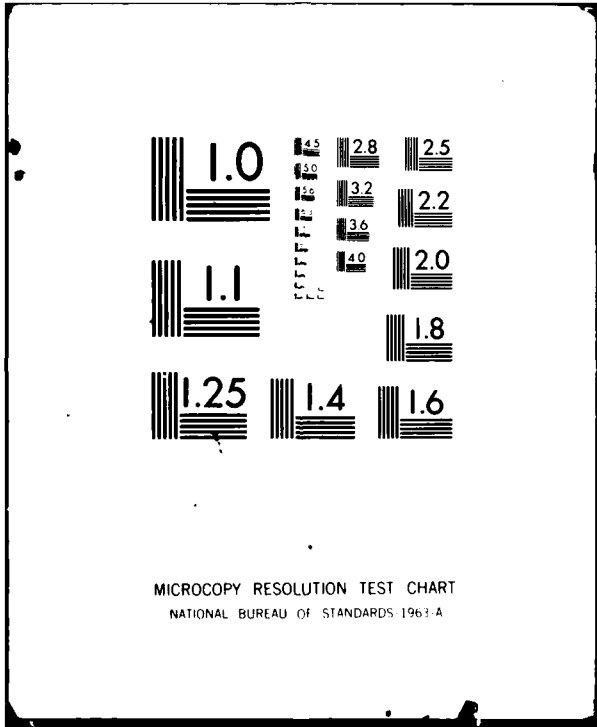 1.0
4.5 2.8 2.5
5.0
5.6 3.2 2.2
6.3
3.6
1.1 4.0 2.0
1.8
1.25 1.4 1.6
MICROCOPY RESOLUTION TEST CHART
NATIONAL BUREAU OF STANDARDS-1963-A